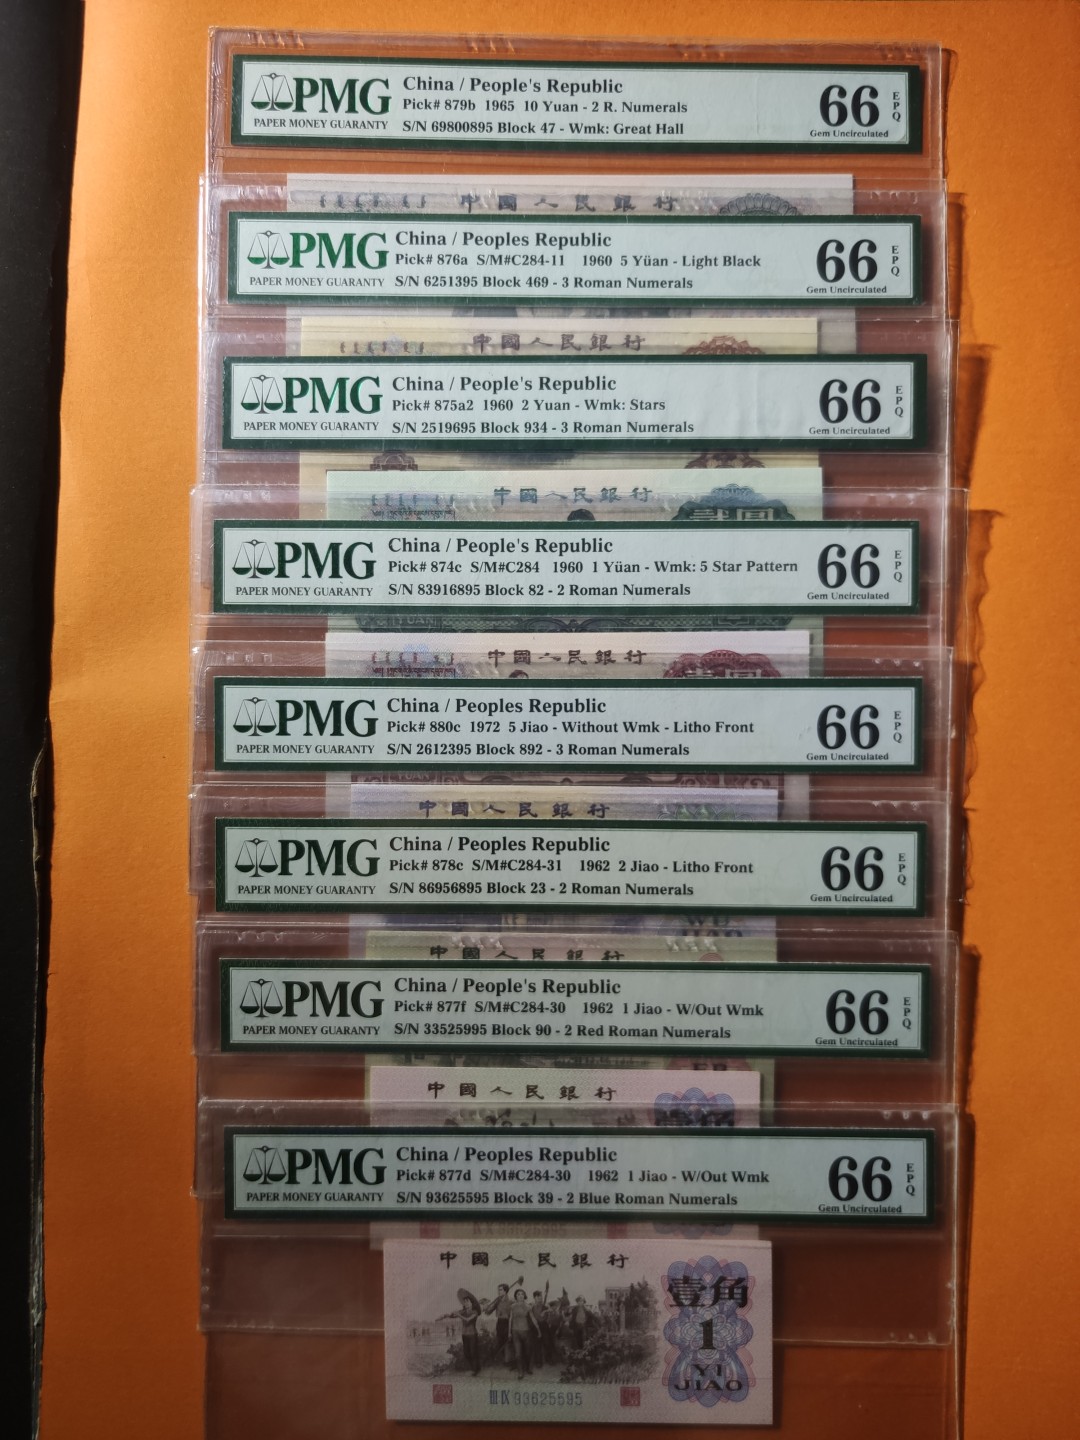 PMG
PAPER MONEY GUARANTY
China / People's Republic
Pick# 879b 1965 10 Yuan - 2 R. Numerals
S/N 69800895 Block 47 - Wmk: Great Hall
66
EPQ
Gem Uncirculated
中國人民銀行
PMG
PAPER MONEY GUARANTY
China / Peoples Republic
Pick# 876a S/M#C284-11 1960 5 Yüan - Light Black
S/N 6251395 Block 469 - 3 Roman Numerals
66
EPQ
Gem Uncirculated
中國人民銀行
PMG
PAPER MONEY GUARANTY
China / People's Republic
Pick# 875a2 1960 2 Yuan - Wmk: Stars
S/N 2519695 Block 934 - 3 Roman Numerals
66
EPQ
Gem Uncirculated
中國人民銀行
貳圓
PMG
PAPER MONEY GUARANTY
China / People's Republic
Pick# 874c S/M#C284 1960 1 Yüan - Wmk: 5 Star Pattern
S/N 83916895 Block 82 - 2 Roman Numerals
66
EPQ
Gem Uncirculated
YUAN
中國人民銀行
PMG
PAPER MONEY GUARANTY
China / Peoples Republic
Pick# 880c 1972 5 Jiao - Without Wmk - Litho Front
S/N 2612395 Block 892 - 3 Roman Numerals
66
EPQ
Gem Uncirculated
中國人民銀行
PMG
PAPER MONEY GUARANTY
China / Peoples Republic
Pick# 878c S/M#C284-31 1962 2 Jiao - Litho Front
S/N 86956895 Block 23 - 2 Roman Numerals
66
EPQ
Gem Uncirculated
WU
JIAO
中國人民銀行
PMG
PAPER MONEY GUARANTY
China / People's Republic
Pick# 877f S/M#C284-30 1962 1 Jiao - W/Out Wmk
S/N 33525995 Block 90 - 2 Red Roman Numerals
66
EPQ
Gem Uncirculated
ER
中國人民銀行
PMG
PAPER MONEY GUARANTY
China / Peoples Republic
Pick# 877d S/M#C284-30 1962 1 Jiao - W/Out Wmk
S/N 93625595 Block 39 - 2 Blue Roman Numerals
66
EPQ
Gem Uncirculated
中國人民銀行
壹角
1
YI
JIAO
III IX 93625595